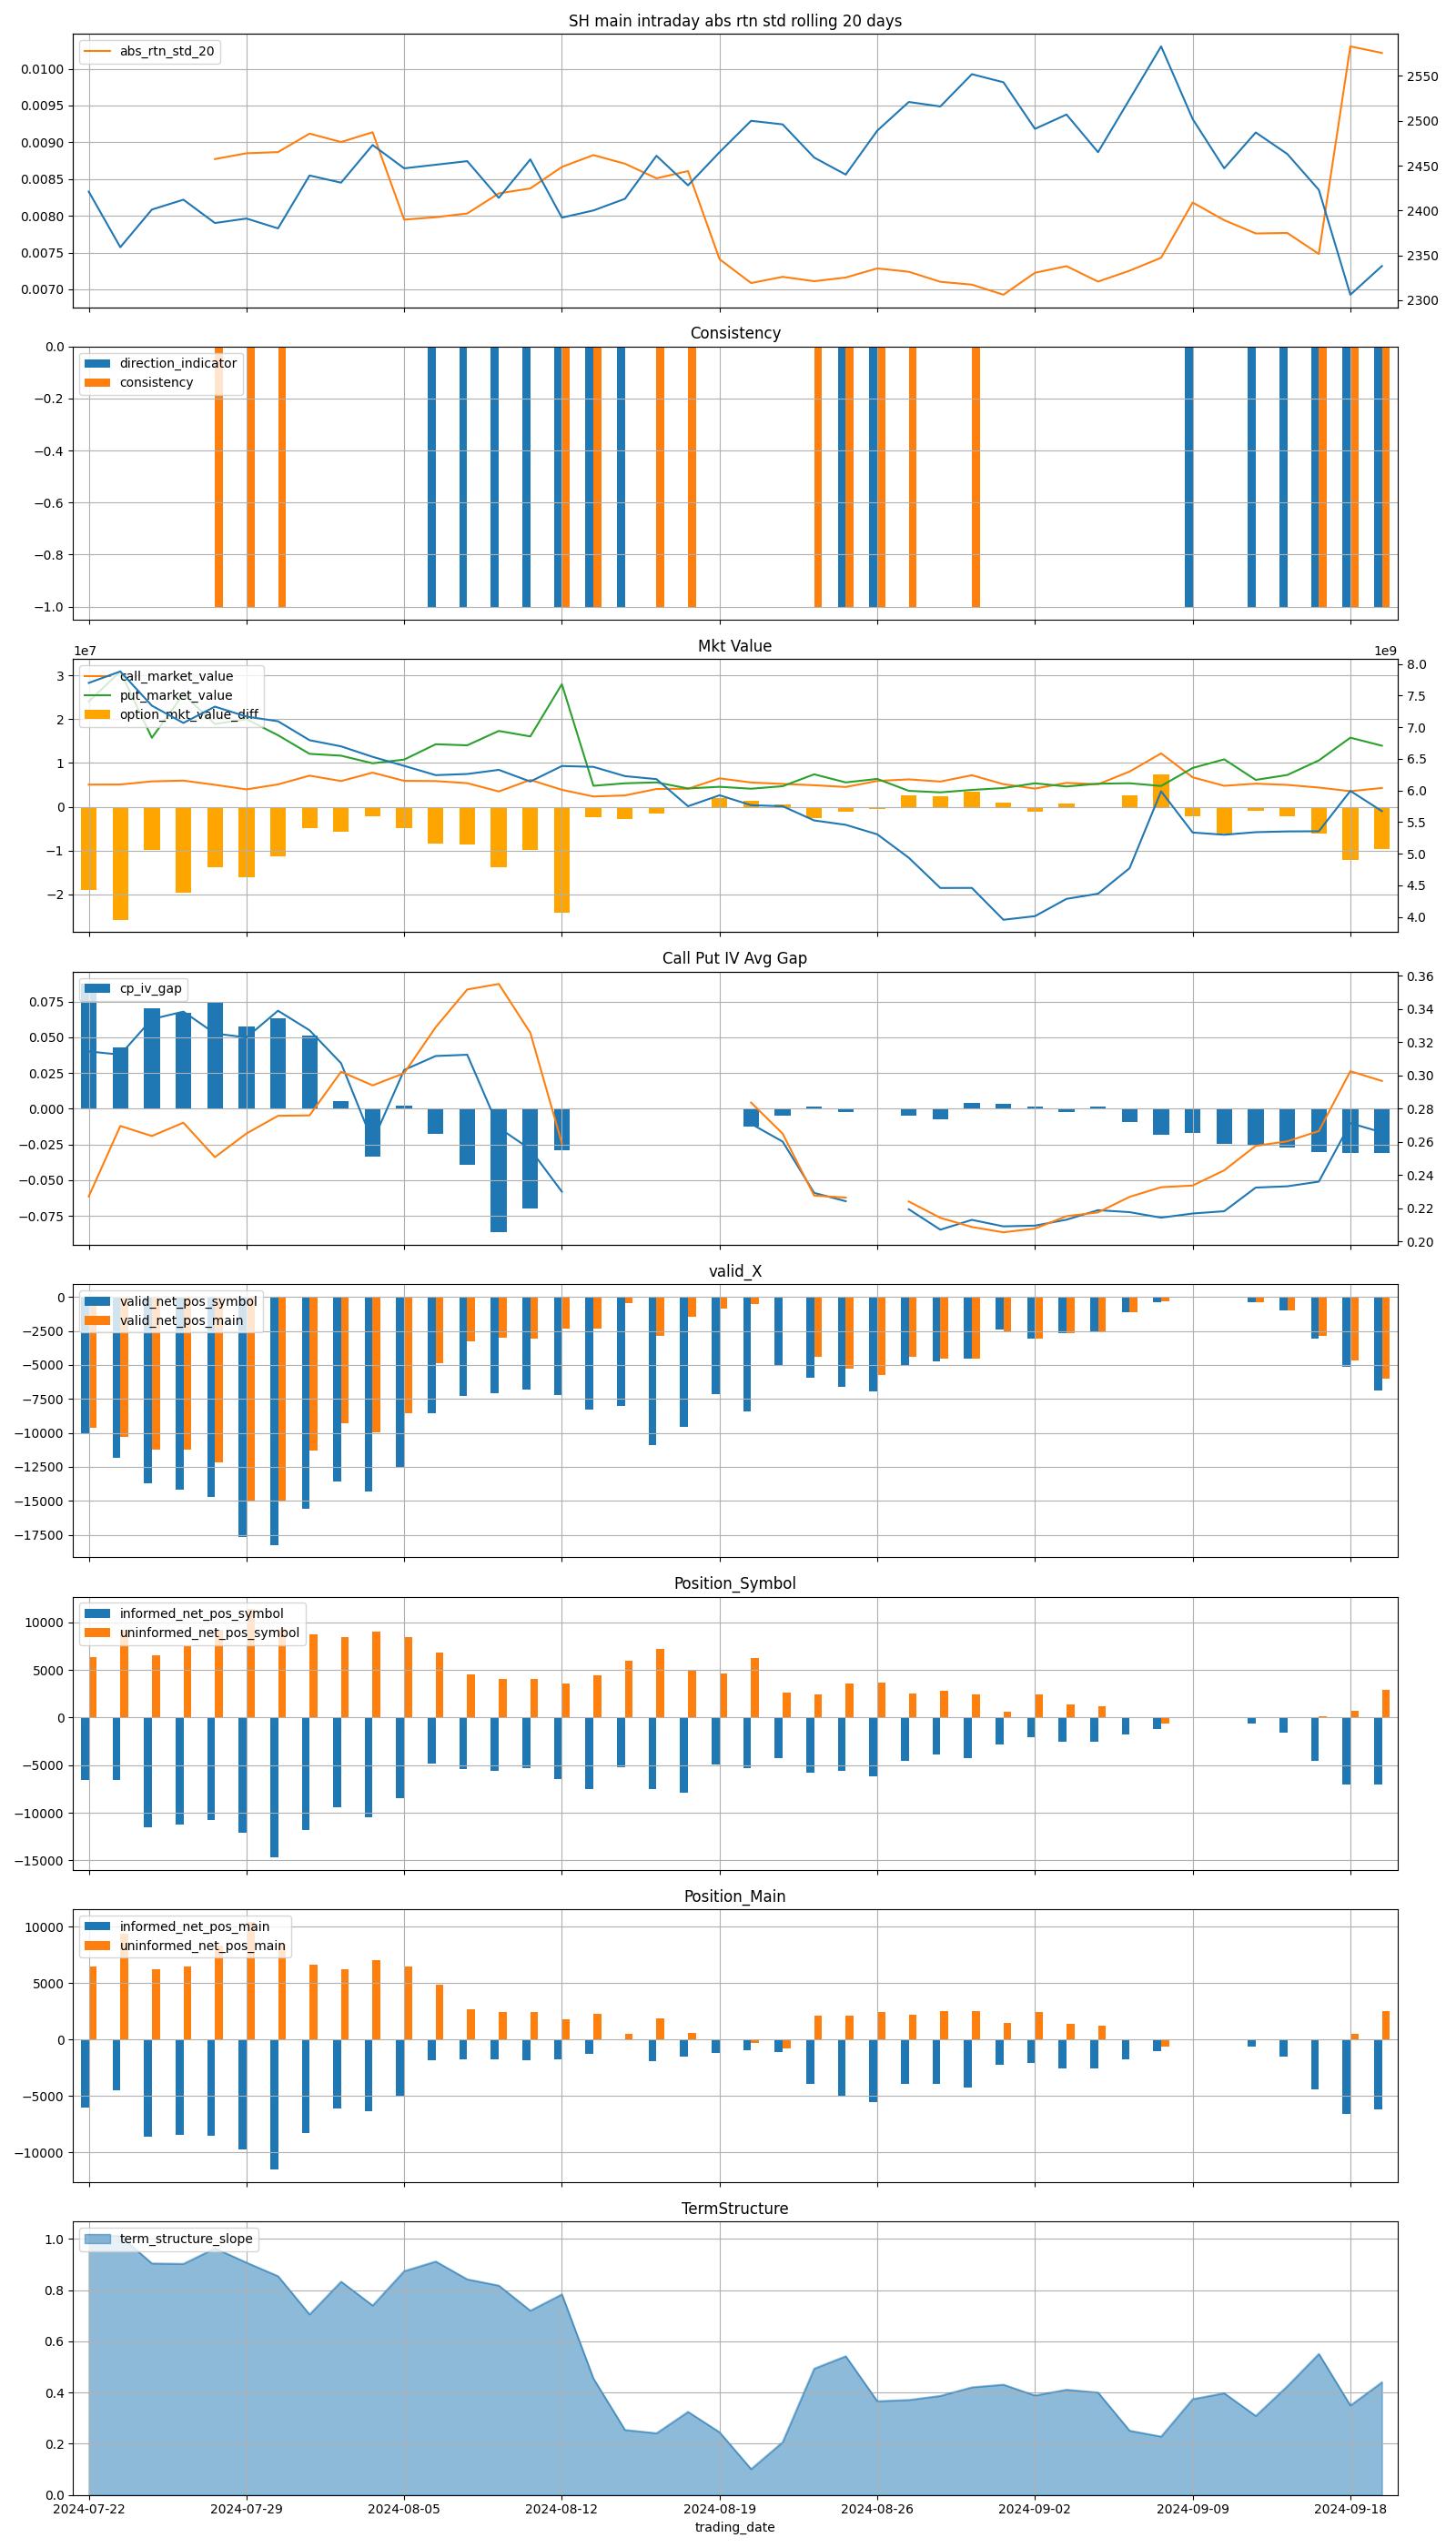 SH main intraday abs rtn std rolling 20 days
abs_rtn_std_20
0.0100
0.0095
0.0090
0.0085
0.0080
0.0075
0.0070
2550
2500
2450
2400
2350
2300
Consistency
direction_indicator
consistency
0.0
−0.2
−0.4
−0.6
−0.8
−1.0
Mkt Value
1e7
1e9
call_market_value
put_market_value
option_mkt_value_diff
3
2
1
0
−1
−2
8.0
7.5
7.0
6.5
6.0
5.5
5.0
4.5
4.0
Call Put IV Avg Gap
cp_iv_gap
0.075
0.050
0.025
0.000
−0.025
−0.050
−0.075
0.36
0.34
0.32
0.30
0.28
0.26
0.24
0.22
0.20
valid_X
valid_net_pos_symbol
valid_net_pos_main
0
−2500
−5000
−7500
−10000
−12500
−15000
−17500
Position_Symbol
informed_net_pos_symbol
uninformed_net_pos_symbol
10000
5000
0
−5000
−10000
−15000
Position_Main
informed_net_pos_main
uninformed_net_pos_main
10000
5000
0
−5000
−10000
TermStructure
term_structure_slope
1.0
0.8
0.6
0.4
0.2
0.0
2024-07-22 2024-07-29 2024-08-05 2024-08-12 2024-08-19 2024-08-26 2024-09-02 2024-09-09 2024-09-18
trading_date